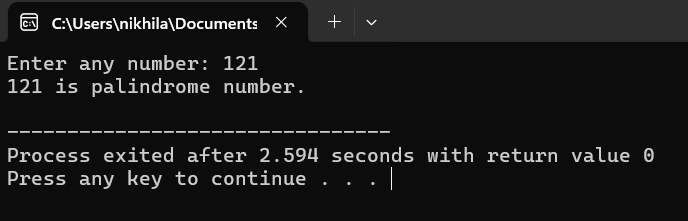 C:\Users\nikhila\Documents
Enter any number: 121
121 is palindrome number.
--------------------------------
Process exited after 2.594 seconds with return value 0
Press any key to continue . . .